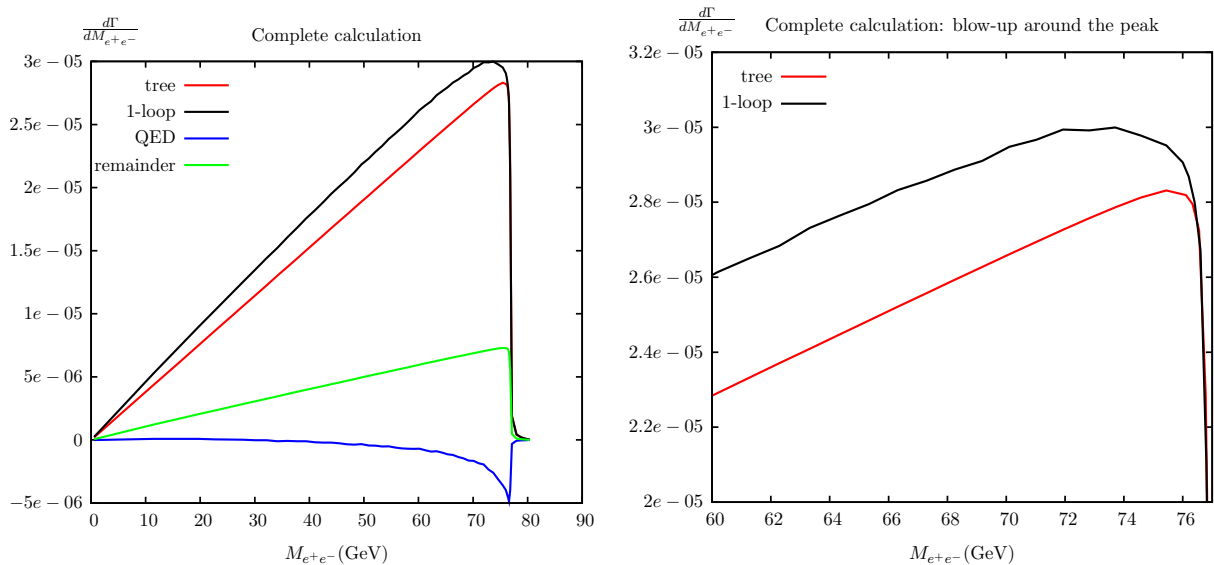 dΓ
dM_{e^+e^-}
Complete calculation
3e − 05
2.5e − 05
2e − 05
1.5e − 05
1e − 05
5e − 06
0
−5e − 06
tree
1-loop
QED
remainder
0 10 20 30 40 50 60 70 80 90
M_{e^+e^-}(GeV)
dΓ
dM_{e^+e^-}
Complete calculation: blow-up around the peak
3.2e − 05
3e − 05
2.8e − 05
2.6e − 05
2.4e − 05
2.2e − 05
2e − 05
tree
1-loop
60 62 64 66 68 70 72 74 76
M_{e^+e^-}(GeV)